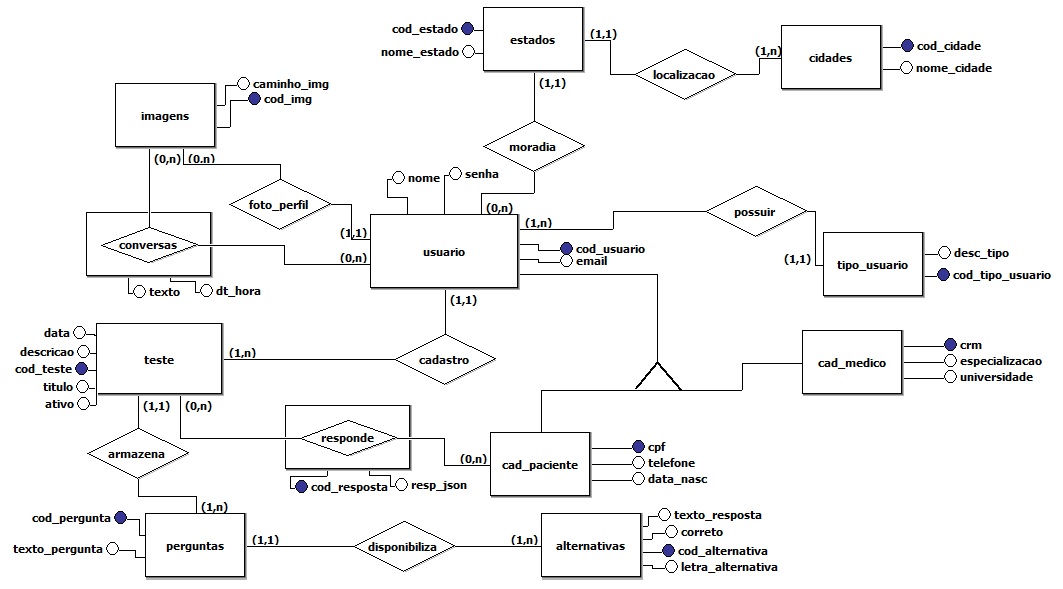 cod_estado
nome_estado
estados
(1,1)
localizacao
(1,n)
cidades
cod_cidade
nome_cidade
(1,1)
moradia
(0,n)
caminho_img
cod_img
imagens
(0,n)
(0,n)
foto_perfil
(1,1)
nome
senha
usuario
(1,n)
possuir
(1,1)
tipo_usuario
desc_tipo
cod_tipo_usuario
cod_usuario
email
conversas
(0,n)
texto
dt_hora
(1,1)
cadastro
(1,n)
data
descricao
cod_teste
titulo
ativo
teste
(1,1)
(0,n)
cad_medico
crm
especializacao
universidade
armazena
responde
cod_resposta
resp_json
(0,n)
cad_paciente
cpf
telefone
data_nasc
(1,n)
cod_pergunta
texto_pergunta
perguntas
(1,1)
disponibiliza
(1,n)
alternativas
texto_resposta
correto
cod_alternativa
letra_alternativa